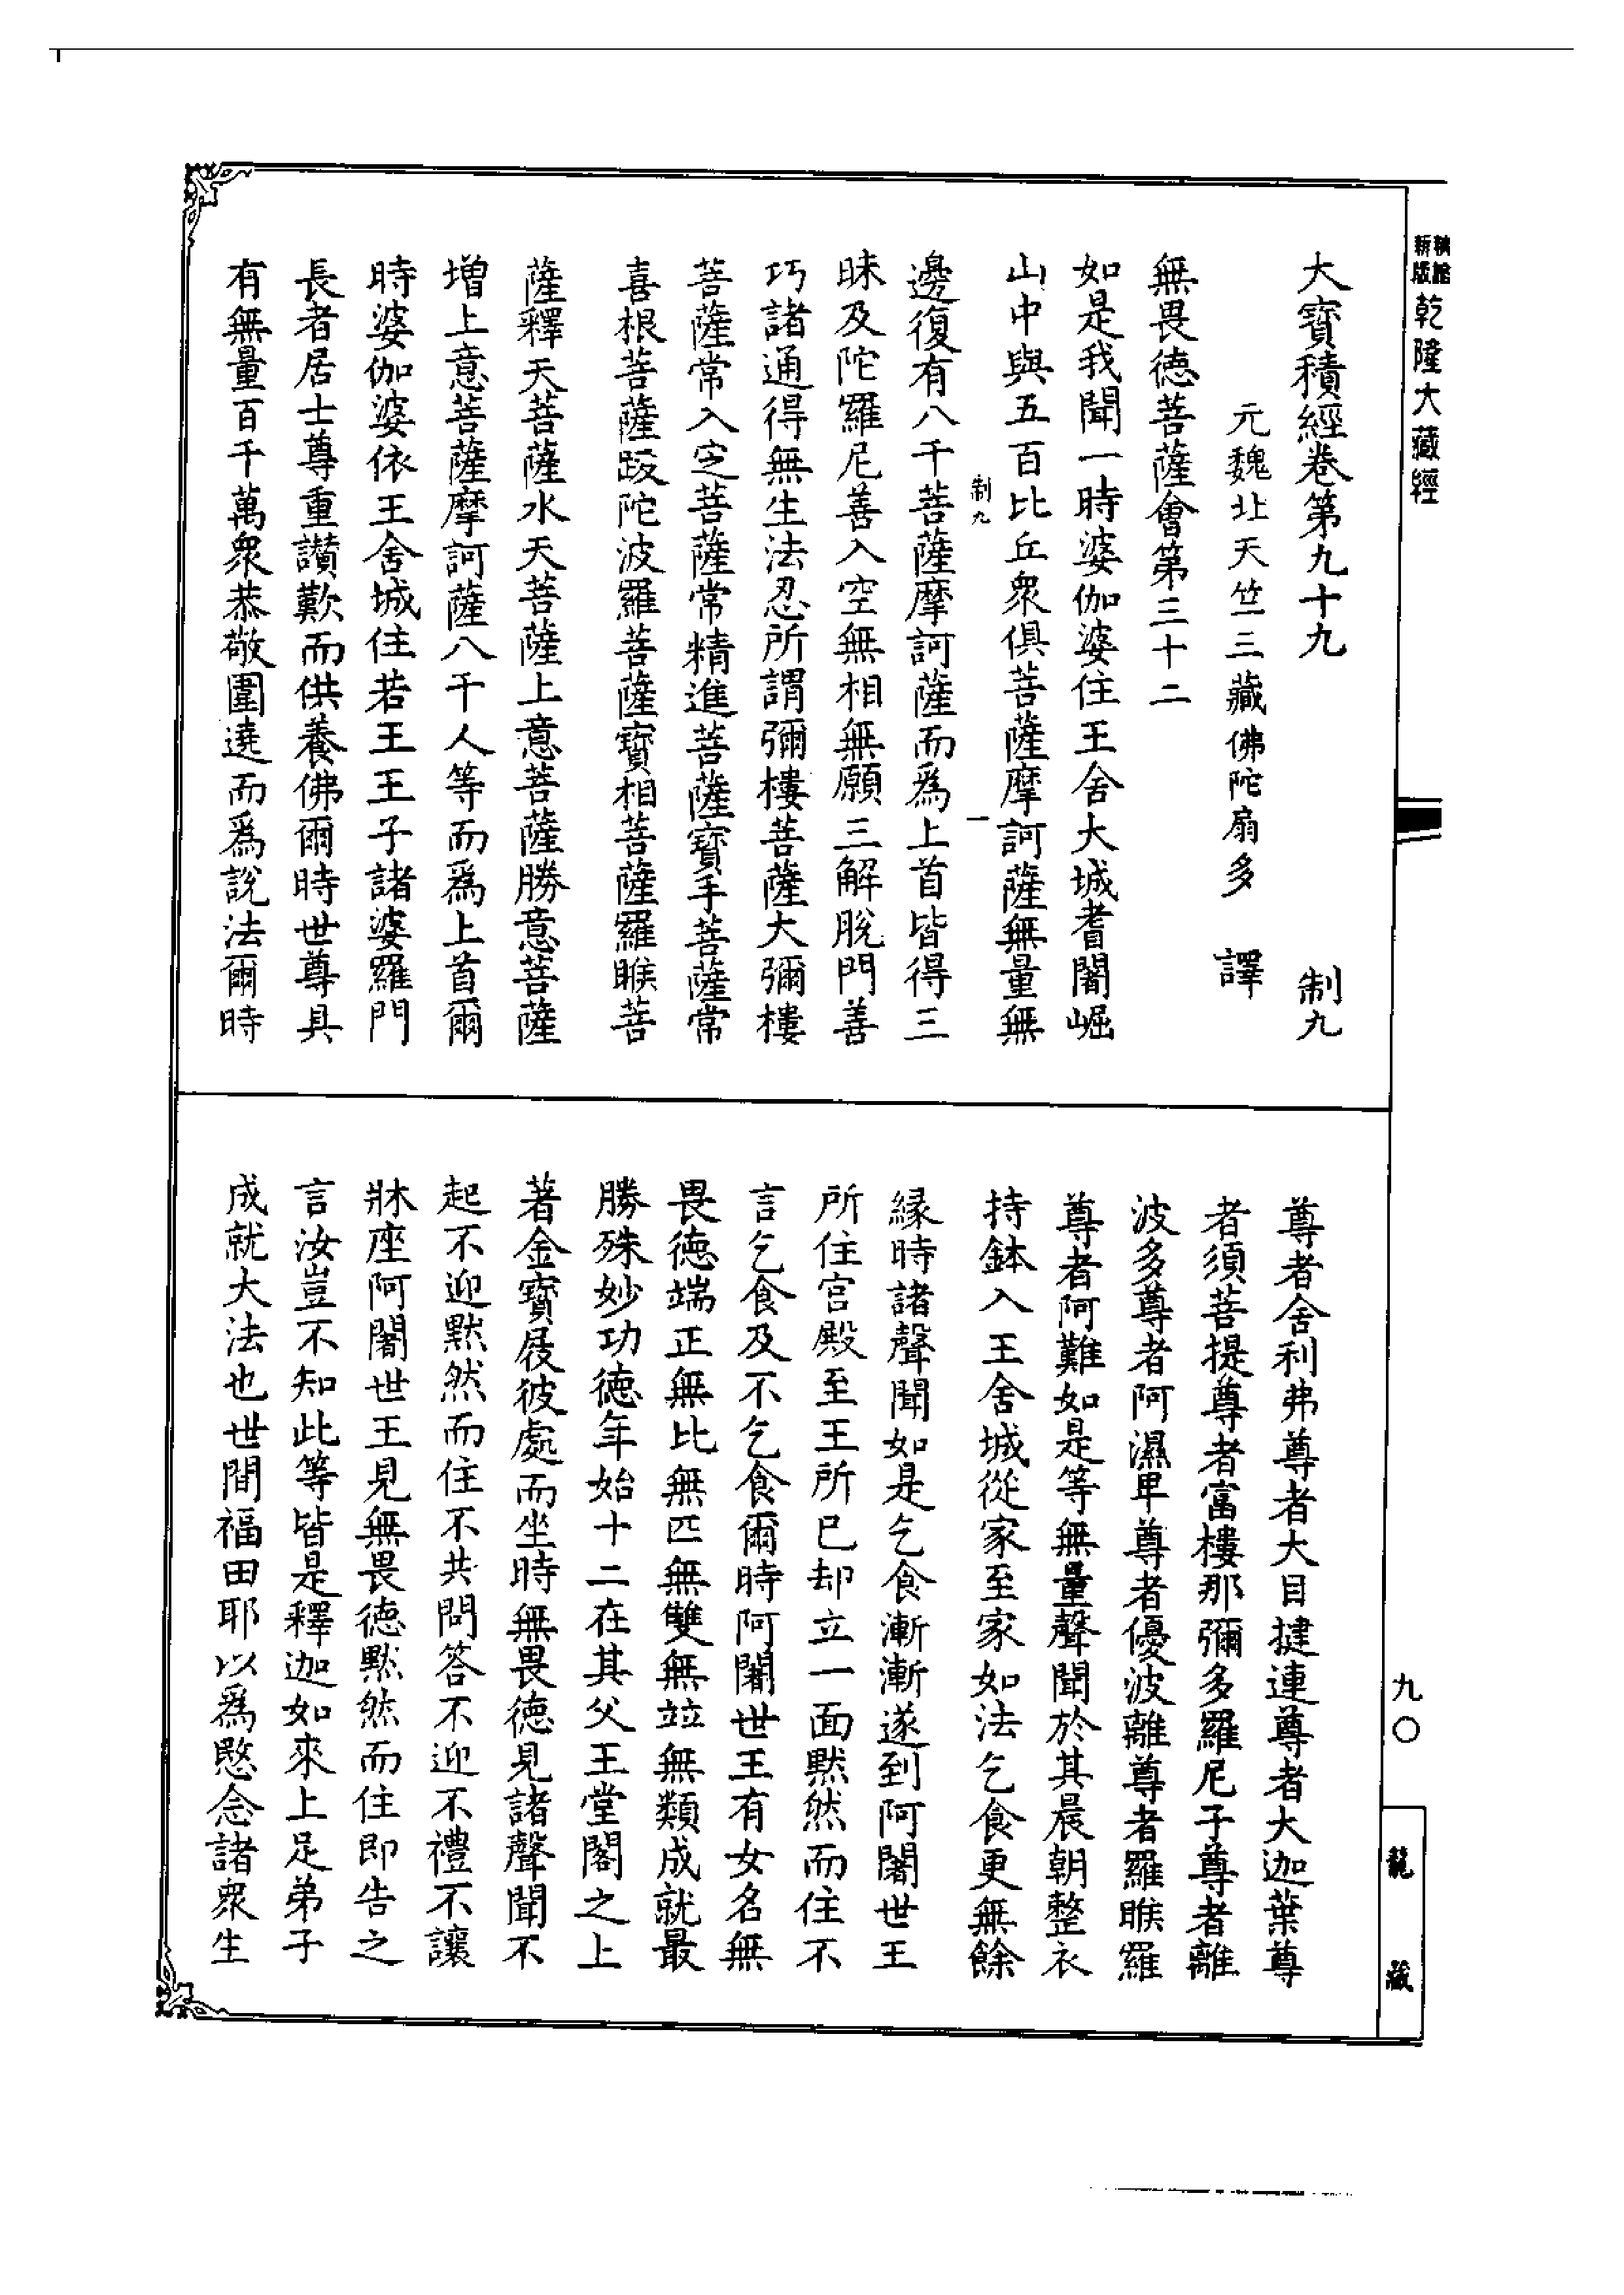 乾隆大藏經
大寶積經卷第九十九　制九
元魏北天竺三藏佛陀扇多　譯
無畏德菩薩會第三十二
如是我聞一時婆伽婆住王舍大城耆闍崛
山中與五百比丘眾俱菩薩摩訶薩無量無
制九　一
邊復有八千菩薩摩訶薩而為上首皆得三
昧及陀羅尼善入空無相無願三解脫門善
巧諸通得無生法忍所謂彌樓菩薩大彌樓
菩薩常入定菩薩常精進菩薩寶手菩薩常
喜根菩薩跋陀波羅菩薩寶相菩薩羅睺菩
薩釋天菩薩水天菩薩上意菩薩勝意菩薩
增上意菩薩摩訶薩八千人等而為上首爾
時婆伽婆依王舍城住若王王子諸婆羅門
長者居士尊重讚歎而供養佛爾時世尊具
有無量百千萬眾恭敬圍遶而為說法爾時
尊者舍利弗尊者大目揵連尊者大迦葉尊
者須菩提尊者富樓那彌多羅尼子尊者離
波多尊者阿濕卑尊者優波離尊者羅睺羅
尊者阿難如是等無量聲聞於其晨朝整衣
持鉢入王舍城從家至家如法乞食更無餘
緣時諸聲聞如是乞食漸漸遂到阿闍世王
所住宮殿至王所已却立一面默然而住不
言乞食及不乞食爾時阿闍世王有女名無
畏德端正無比無匹無雙無竝無類成就最
勝殊妙功德年始十二在其父王堂閣之上
著金寶屐彼處而坐時無畏德見諸聲聞不
起不迎默然而住不共問答不迎不禮不讓
牀座阿闍世王見無畏德默然而住即告之
言汝豈不知此等皆是釋迦如來上足弟子
成就大法也世間福田耶以為愍念諸眾生
九〇
龍藏